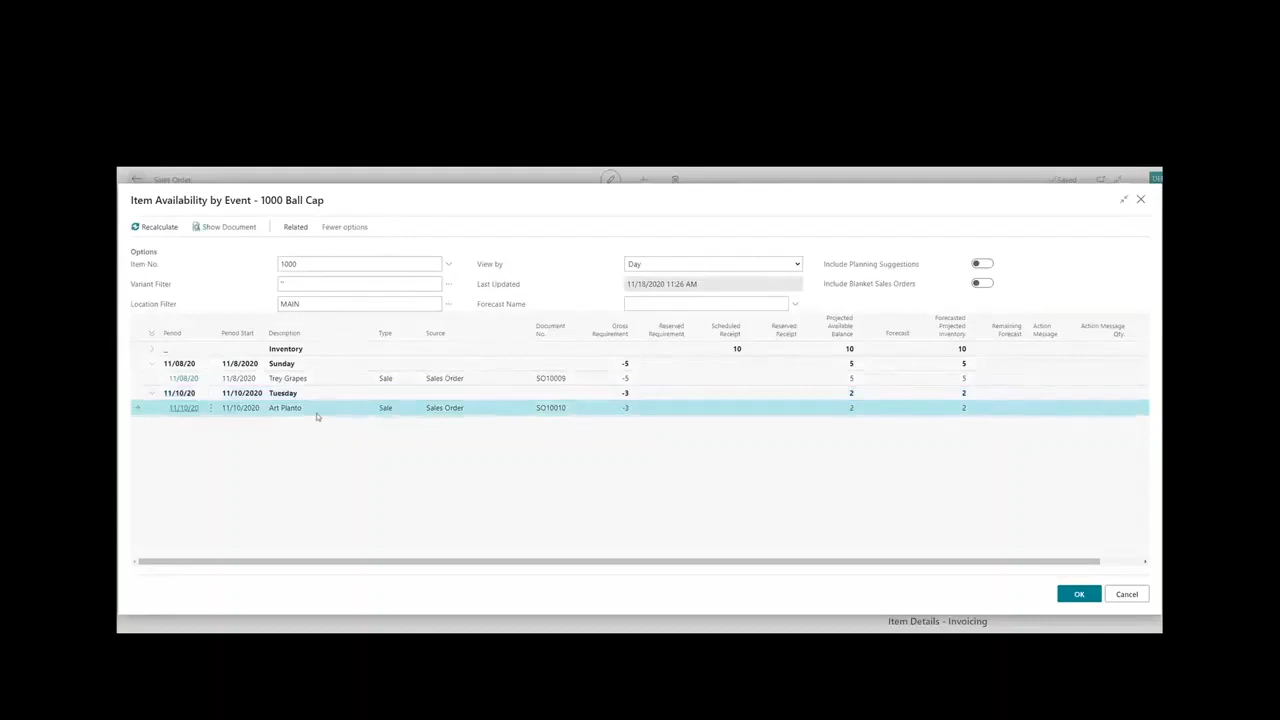 Sales Order
Saved
Item Availability by Event - 1000 Ball Cap
Recalculate Show Document Related Fewer options
Options
Item No. 1000 View by Day Include Planning Suggestions
Variant Filter '' Last Updated 11/18/2020 11:26 AM Include Blanket Sales Orders
Location Filter MAIN Forecast Name
Period Period Start Description Type Source Document No. Gross Requirement Reserved Requirement Scheduled Receipt Reserved Receipt Projected Available Balance Forecast Forecasted Projected Inventory Remaining Forecast Action Message Action Message Qty.
_ Inventory 10 10 10
11/08/20 11/8/2020 Sunday -5 5 5
11/08/20 11/8/2020 Trey Grapes Sale Sales Order SO10009 -5 5 5
11/10/20 11/10/2020 Tuesday -3 2 2
11/10/20 11/10/2020 Art Planto Sale Sales Order SO10010 -3 2 2
OK Cancel
Item Details - Invoicing